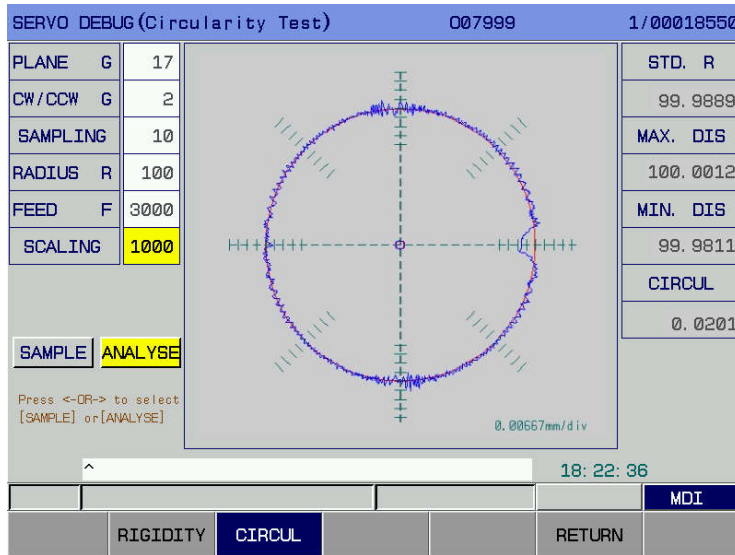 SERVO DEBUG(Circularity Test) O07999 1/00018550
PLANE G 17
CW/CCW G 2
SAMPLING 10
RADIUS R 100
FEED F 3000
SCALING 1000
SAMPLE ANALYSE
Press <-OR-> to select
[SAMPLE] or[ANALYSE]
0.00667mm/div
STD. R
99.9889
MAX. DIS
100.0012
MIN. DIS
99.9811
CIRCUL
0.0201
^
18:22:36
MDI
RIGIDITY CIRCUL RETURN